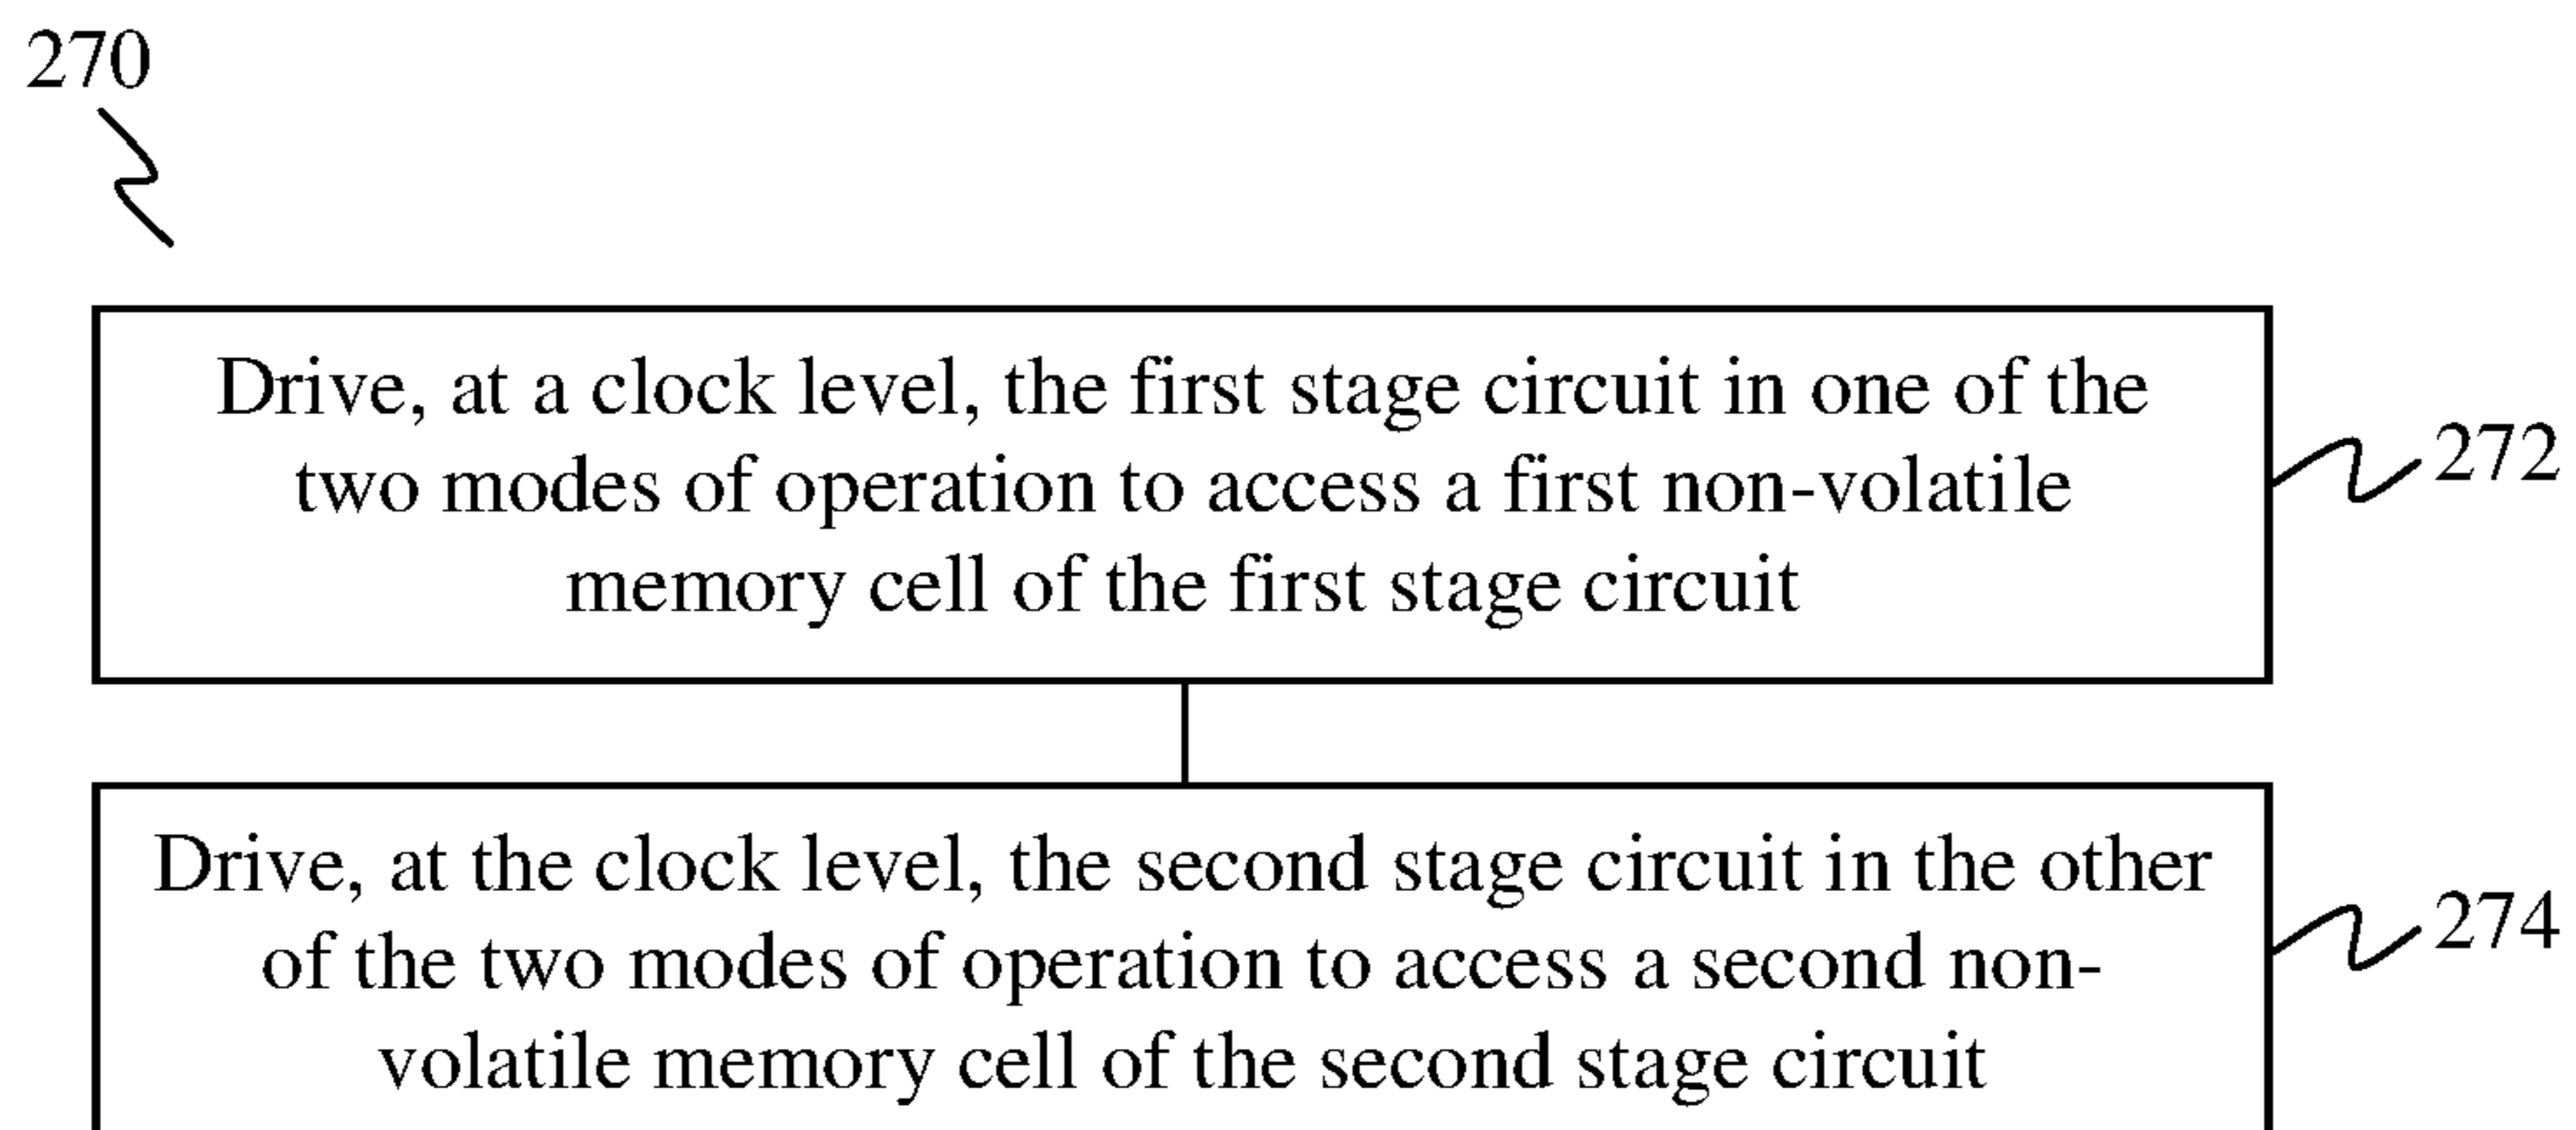 270
Drive, at a clock level, the first stage circuit in one of the
two modes of operation to access a first non-volatile
memory cell of the first stage circuit
272
Drive, at the clock level, the second stage circuit in the other
of the two modes of operation to access a second non-
volatile memory cell of the second stage circuit
274